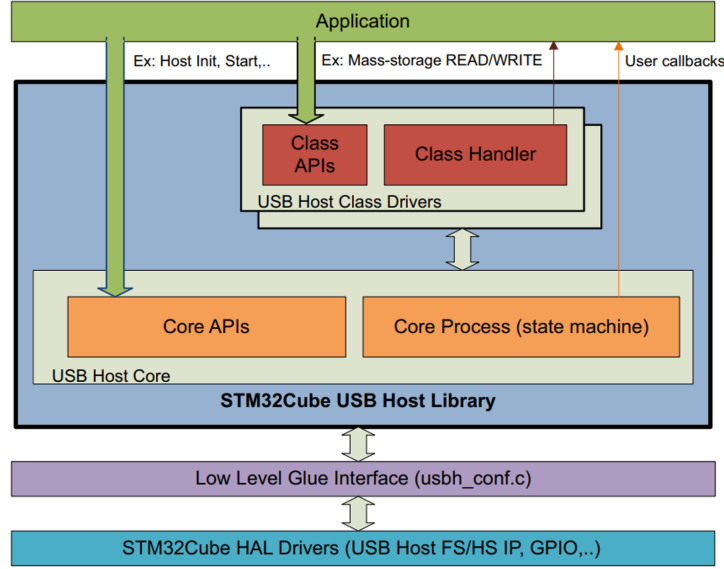 Application
Ex: Host Init, Start,..
Ex: Mass-storage READ/WRITE
User callbacks
Class
APIs
Class Handler
USB Host Class Drivers
Core APIs
Core Process (state machine)
USB Host Core
STM32Cube USB Host Library
Low Level Glue Interface (usbh_conf.c)
STM32Cube HAL Drivers (USB Host FS/HS IP, GPIO,..)